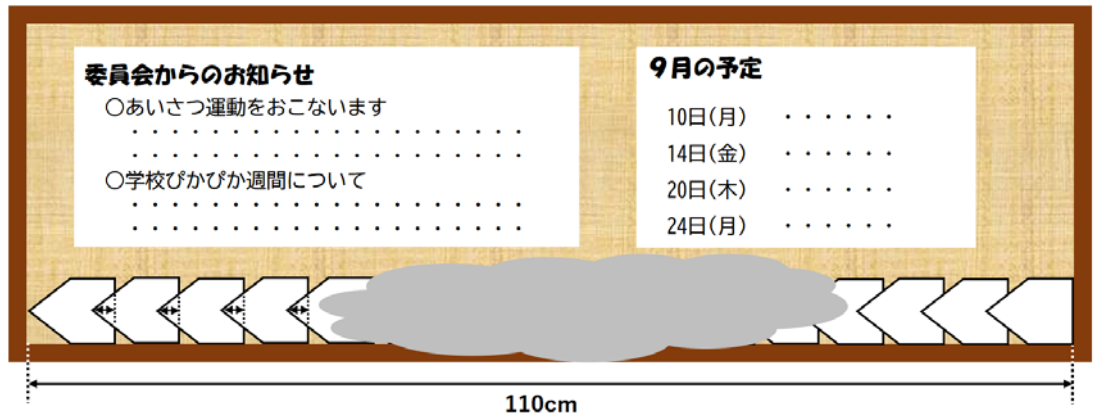 委員会からのお知らせ
〇あいさつ運動をおこないます
・・・・・・・・・・・・・・・・・・・・
・・・・・・・・・・・・・・・・・・・・
〇学校ぴかぴか週間について
・・・・・・・・・・・・・・・・・・・・
・・・・・・・・・・・・・・・・・・・・
9月の予定
10日(月) ・・・・・・
14日(金) ・・・・・・
20日(木) ・・・・・・
24日(月) ・・・・・・
110cm